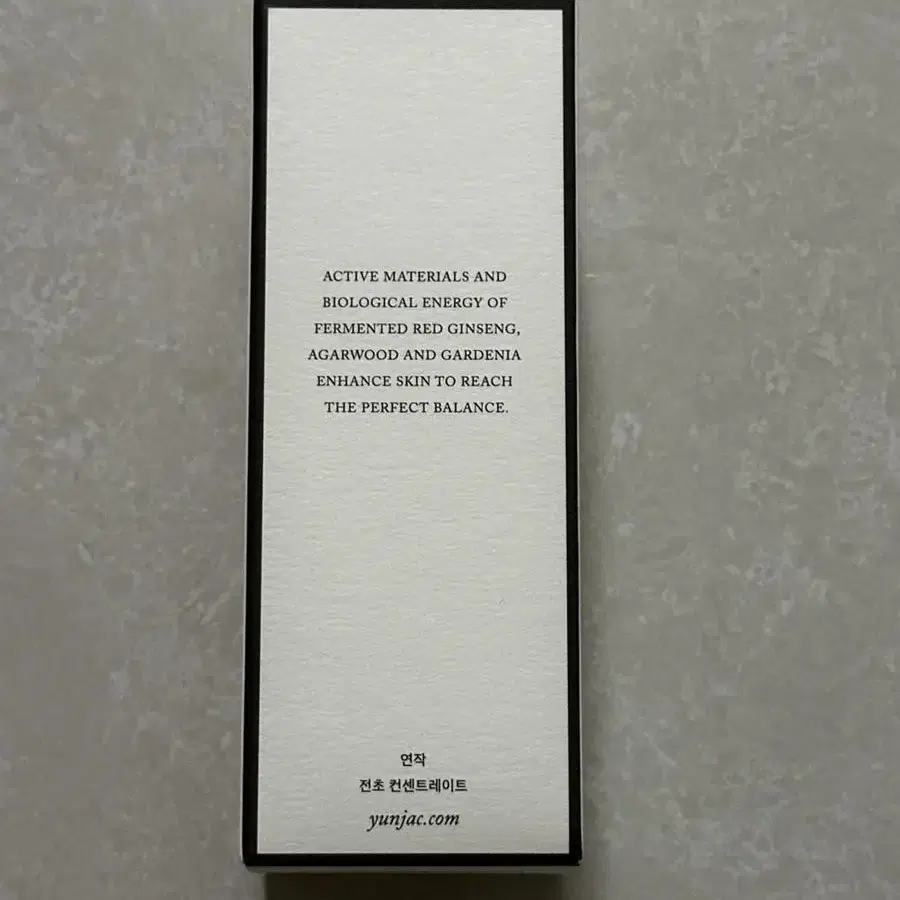 ACTIVE MATERIALS AND
BIOLOGICAL ENERGY OF
FERMENTED RED GINSENG,
AGARWOOD AND GARDENIA
ENHANCE SKIN TO REACH
THE PERFECT BALANCE.
연작
전초 컨센트레이트
yunjac.com